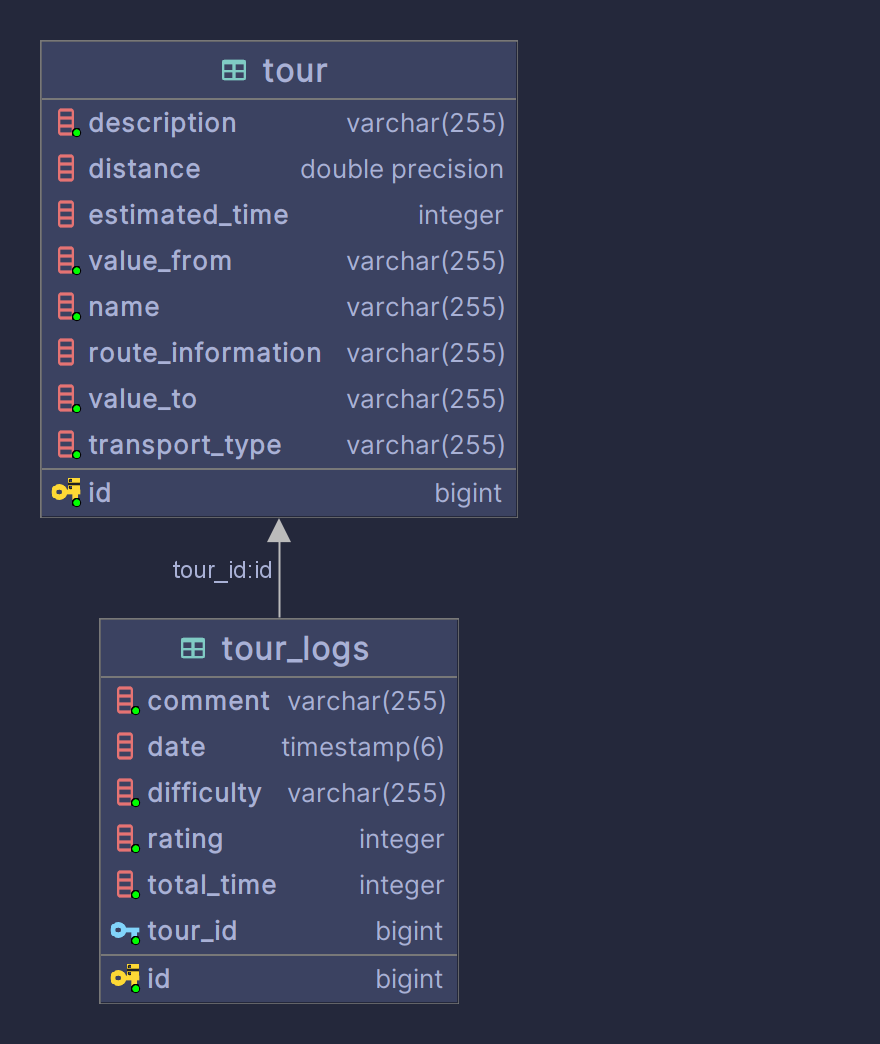 tour
description varchar(255)
distance double precision
estimated_time integer
value_from varchar(255)
name varchar(255)
route_information varchar(255)
value_to varchar(255)
transport_type varchar(255)
id bigint
tour_id:id
tour_logs
comment varchar(255)
date timestamp(6)
difficulty varchar(255)
rating integer
total_time integer
tour_id bigint
id bigint